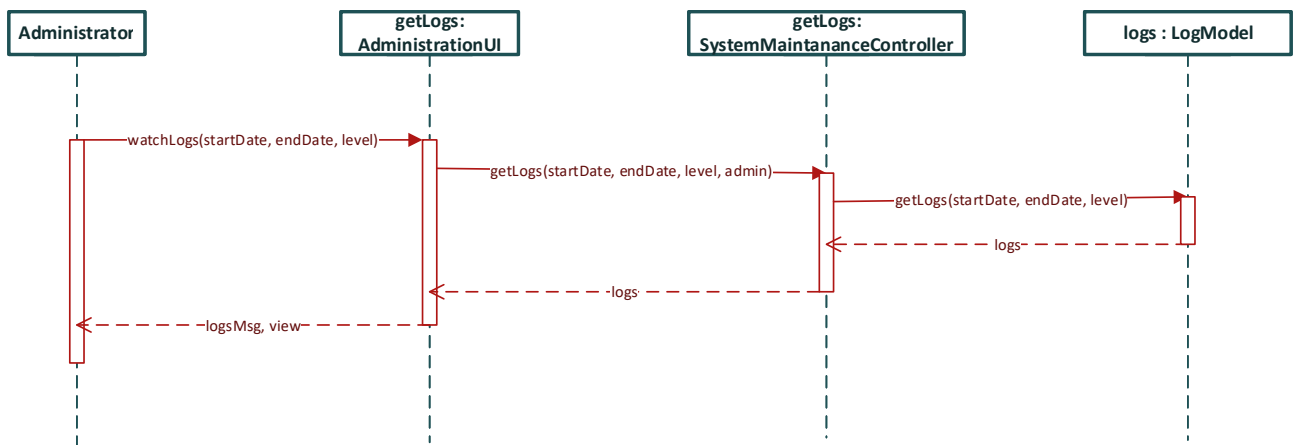 Administrator
getLogs:
AdministrationUI
getLogs:
SystemMaintananceController
logs : LogModel
watchLogs(startDate, endDate, level)
getLogs(startDate, endDate, level, admin)
getLogs(startDate, endDate, level)
logs
logs
logsMsg, view